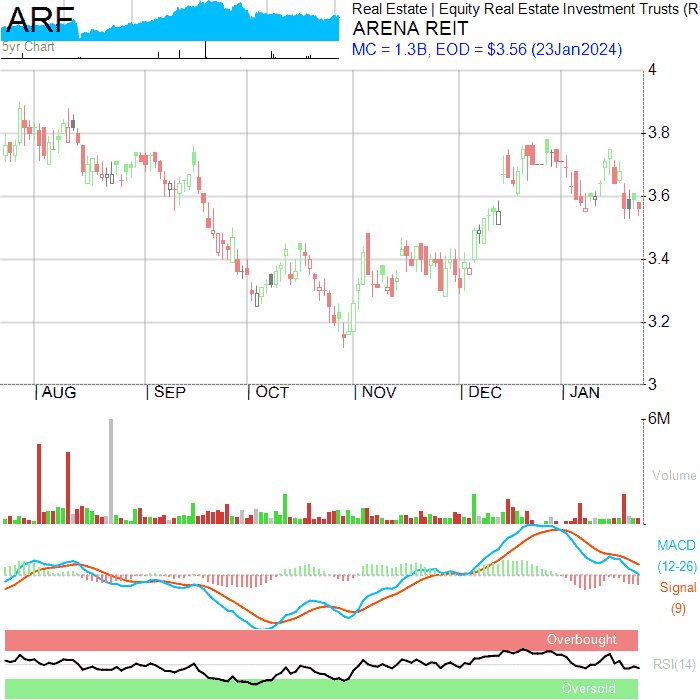 ARF
5yr Chart
Real Estate | Equity Real Estate Investment Trusts (R
ARENA REIT
MC = 1.3B, EOD = $3.56 (23Jan2024)
4
3.8
3.6
3.4
3.2
3
|AUG |SEP |OCT |NOV |DEC |JAN
6M
Volume
MACD
(12-26)
Signal
(9)
Overbought
RSI(14)
Oversold